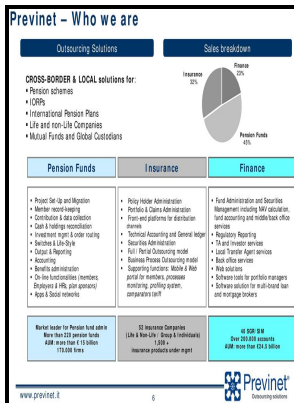 Previnet – Who we are
Outsourcing Solutions
Sales breakdown
CROSS-BORDER & LOCAL solutions for:
• Pension schemes
• IORPs
• International Pension Plans
• Life and non-Life Companies
• Mutual Funds and Global Custodians
Finance
23%
Insurance
32%
Pension Funds
45%
Pension Funds
• Project Set-Up and Migration
• Member record-keeping
• Contribution & data collection
• Cash & holdings reconciliation
• Investment mgmt & order routing
• Switches & Life-Style
• Output & Reporting
• Accounting
• Benefits administration
• On-line functionalities (members,
Employers & HRs, plan sponsors)
• Apps & Social networks
Insurance
• Policy Holder Administration
• Portfolio & Claims Administration
• Front-end platforms for distribution
channels
• Technical Accounting and General ledger
• Securities Administration
• Full / Partial Outsourcing model
• Business Process Outsourcing model
• Supporting functions: Mobile & Web
portal for members, processes
monitoring, profiling system,
comparators tariff
Finance
• Fund Administration and Securities
Management including NAV calculation,
fund accounting and middle/back office
services
• Regulatory Reporting
• TA and Investor services
• Local Transfer Agent services
• Back office services
• Web solutions
• Software tools for portfolio managers
• Software solution for multi-brand loan
and mortgage brokers
Market leader for Pension fund admin
More than 220 pension funds
AUM: more than £ 15 billion
170.000 firms
52 Insurance Companies
(Life & Non-Life / Group & Individuals)
1,500 +
Insurance products under mgmt
40 SGR/SIM
Over 200.000 accounts
AUM: more than €24.5 billion
www.previnet.it
6
Previnet
Outsourcing solutions